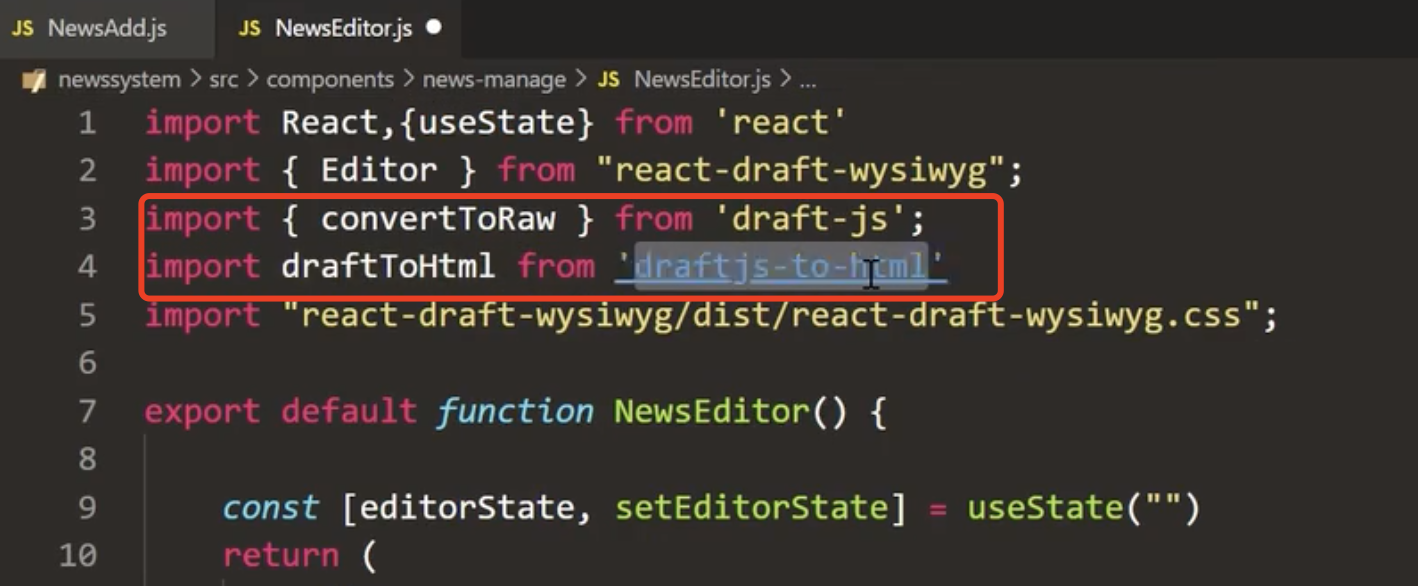 JS NewsAdd.js JS NewsEditor.js
newssystem > src > components > news-manage > JS NewsEditor.js > ...
1 import React,{useState} from 'react'
2 import { Editor } from "react-draft-wysiwyg";
3 import { convertToRaw } from 'draft-js';
4 import draftToHtml from 'draftjs-to-html'
5 import "react-draft-wysiwyg/dist/react-draft-wysiwyg.css";
6
7 export default function NewsEditor() {
8
9 const [editorState, setEditorState] = useState("")
10 return (